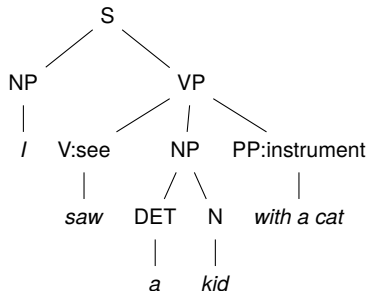 S
NP VP
I V:see NP PP:instrument
saw DET N with a cat
a kid